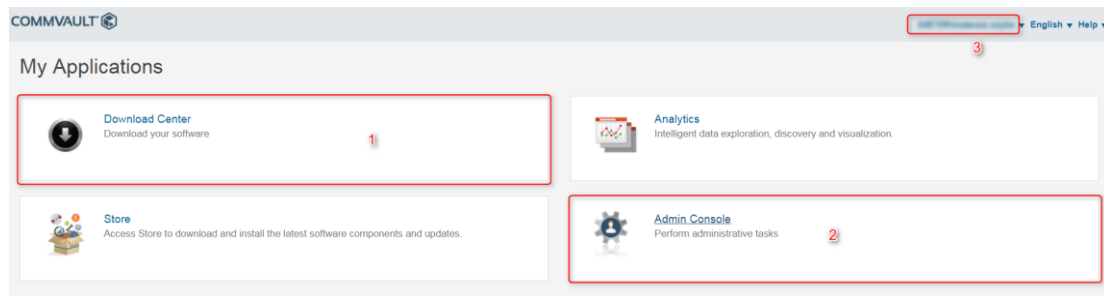 COMMVAULT
English Help
3
My Applications
Download Center
Download your software
1
Analytics
Intelligent data exploration, discovery and visualization.
Store
Access Store to download and install the latest software components and updates.
Admin Console
Perform administrative tasks
2